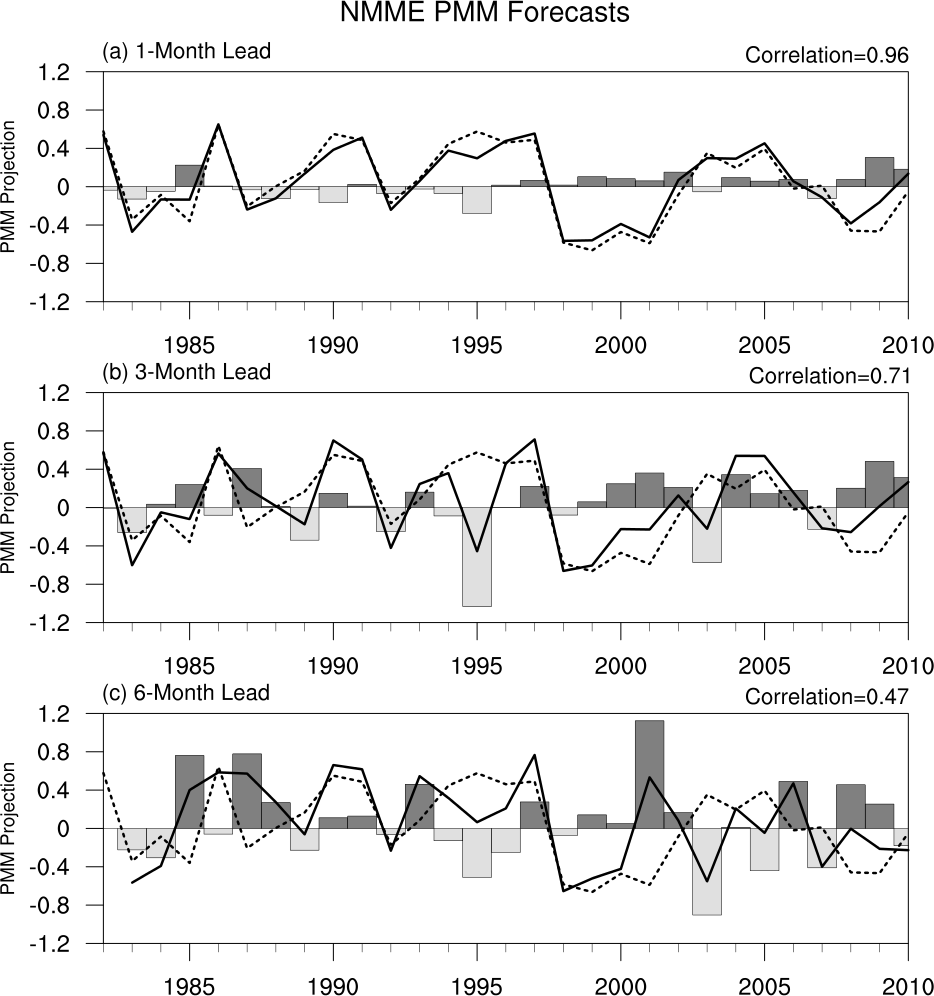 NMME PMM Forecasts
(a) 1-Month Lead
Correlation=0.96
PMM Projection
1.2
0.8
0.4
0
-0.4
-0.8
-1.2
1985 1990 1995 2000 2005 2010
(b) 3-Month Lead
Correlation=0.71
PMM Projection
1.2
0.8
0.4
0
-0.4
-0.8
-1.2
1985 1990 1995 2000 2005 2010
(c) 6-Month Lead
Correlation=0.47
PMM Projection
1.2
0.8
0.4
0
-0.4
-0.8
-1.2
1985 1990 1995 2000 2005 2010